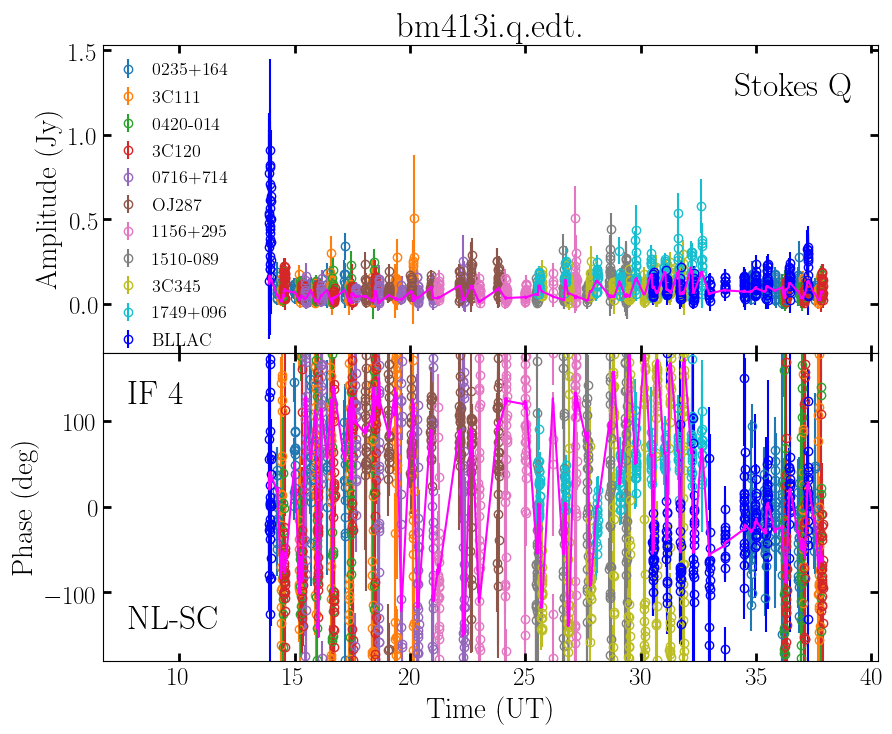 bm413i.q.edt.
Stokes Q
Amplitude (Jy)
1.5
1.0
0.5
0.0
0235+164
3C111
0420-014
3C120
0716+714
OJ287
1156+295
1510-089
3C345
1749+096
BLLAC
IF 4
NL-SC
Phase (deg)
100
0
−100
10
15
20
25
30
35
40
Time (UT)